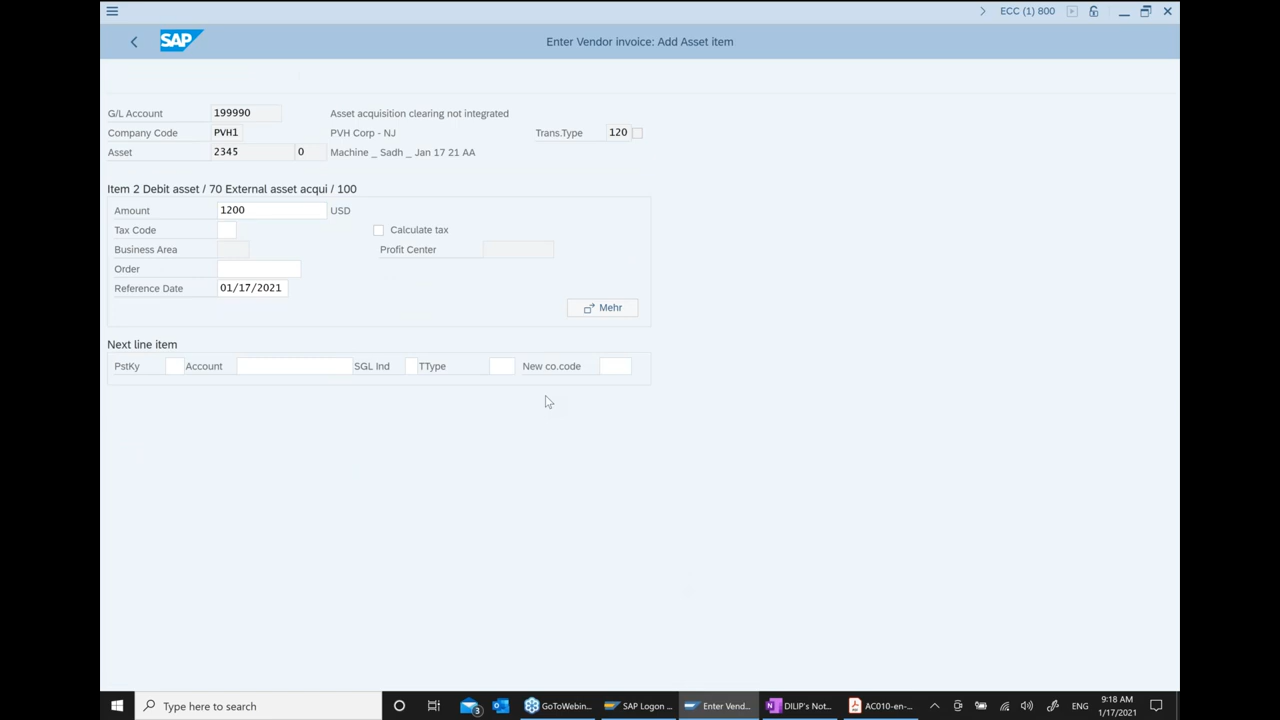 ECC (1) 800
SAP Enter Vendor invoice: Add Asset item
G/L Account 199990 Asset acquisition clearing not integrated
Company Code PVH1 PVH Corp - NJ Trans.Type 120
Asset 2345 0 Machine _ Sadh _ Jan 17 21 AA
Item 2 Debit asset / 70 External asset acqui / 100
Amount 1200 USD
Tax Code Calculate tax
Business Area Profit Center
Order
Reference Date 01/17/2021
Mehr
Next line item
PstKy Account SGL Ind TType New co.code
Type here to search 3 GoToWebin... SAP Logon ... Enter Vend... DILIP's Not... AC010-en-... ENG 9:18 AM
1/17/2021